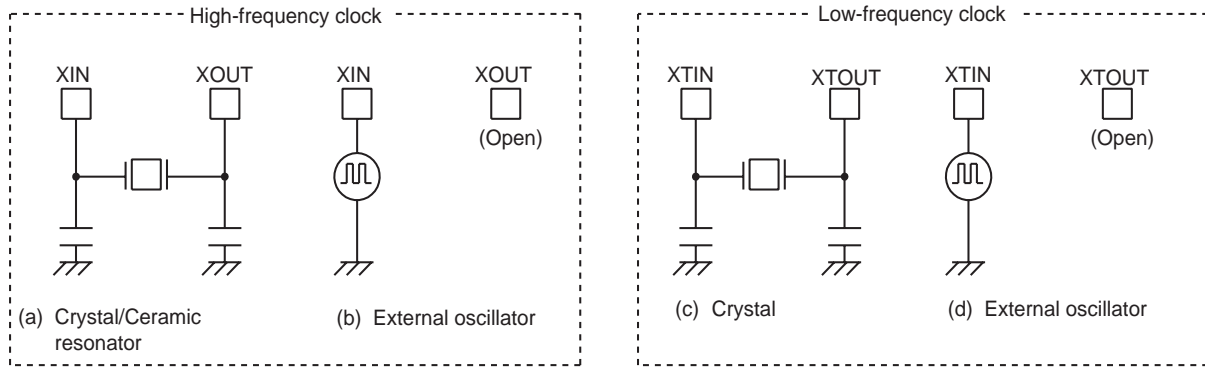 High-frequency clock
XIN XOUT XIN XOUT
(Open)
(a) Crystal/Ceramic
resonator
(b) External oscillator
Low-frequency clock
XTIN XTOUT XTIN XTOUT
(Open)
(c) Crystal
(d) External oscillator